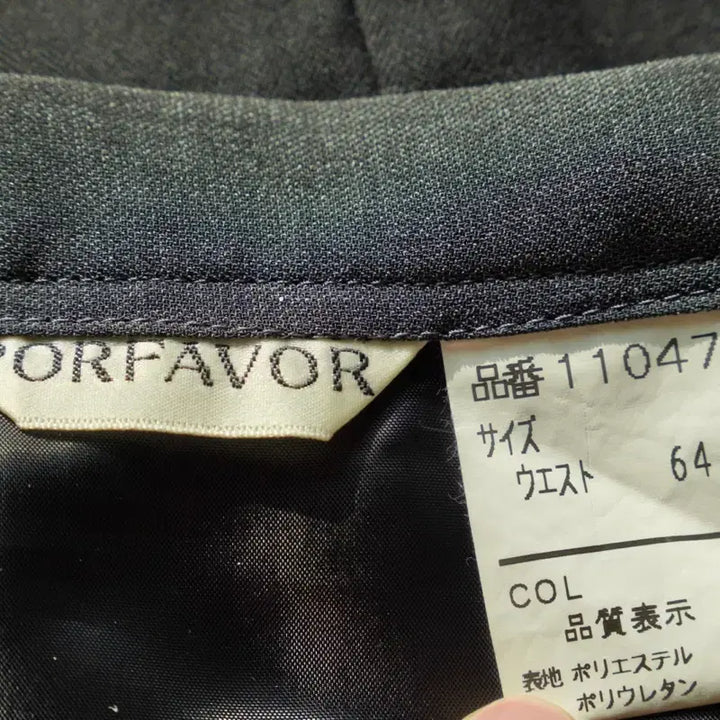 PORFAVOR
品番 11047
サイズ
ウエスト 64
COL
品質表示
表地 ポリエステル
ポリウレタン